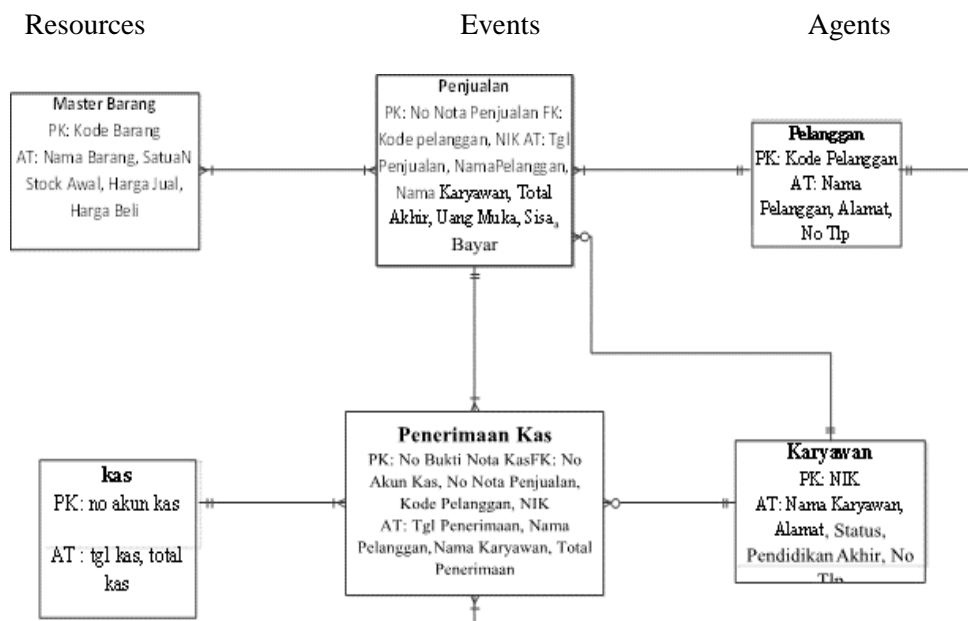 Resources Events Agents
Master Barang
PK: Kode Barang
AT: Nama Barang, SatuaN
Stock Awal, Harga Jual,
Harga Beli
Penjualan
PK: No Nota Penjualan FK:
Kode pelanggan, NIK AT: Tgl
Penjualan, NamaPelanggan,
Nama Karyawan, Total
Akhir, Uang Muka, Sisa,
Bayar
Pelanggan
PK: Kode Pelanggan
AT: Nama
Pelanggan, Alamat,
No Tlp
kas
PK: no akun kas
AT : tgl kas, total
kas
Penerimaan Kas
PK: No Bukti Nota KasFK: No
Akun Kas, No Nota Penjualan,
Kode Pelanggan, NIK
AT: Tgl Penerimaan, Nama
Pelanggan,Nama Karyawan, Total
Penerimaan
Karyawan
PK: NIK
AT: Nama Karyawan,
Alamat, Status,
Pendidikan Akhir, No
Tlp